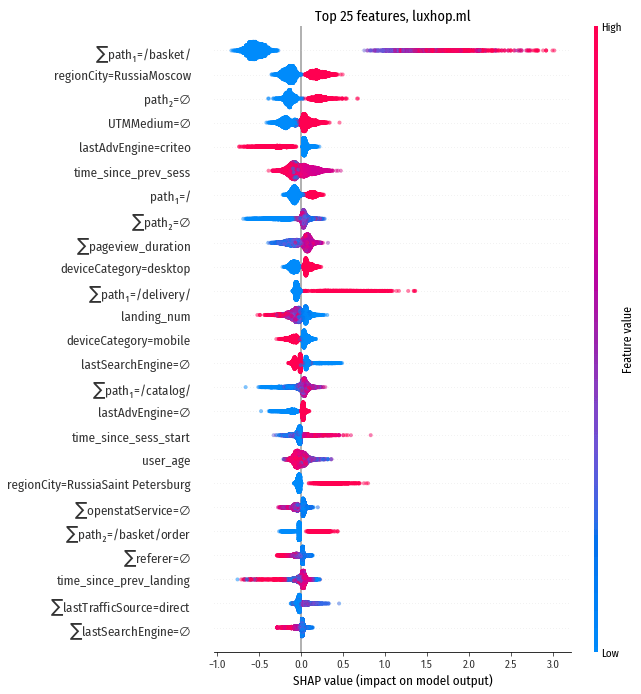 Top 25 features, luxhop.ml
High
∑path₁=/basket/
regionCity=RussiaMoscow
path₂=∅
UTMMedium=∅
lastAdvEngine=criteo
time_since_prev_sess
path₁=/
∑path₂=∅
∑pageview_duration
deviceCategory=desktop
∑path₁=/delivery/
landing_num
deviceCategory=mobile
lastSearchEngine=∅
∑path₁=/catalog/
lastAdvEngine=∅
time_since_sess_start
user_age
regionCity=RussiaSaint Petersburg
∑openstatService=∅
∑path₂=/basket/order
∑referer=∅
time_since_prev_landing
∑lastTrafficSource=direct
∑lastSearchEngine=∅
Feature value
Low
−1.0 −0.5 0.0 0.5 1.0 1.5 2.0 2.5 3.0
SHAP value (impact on model output)